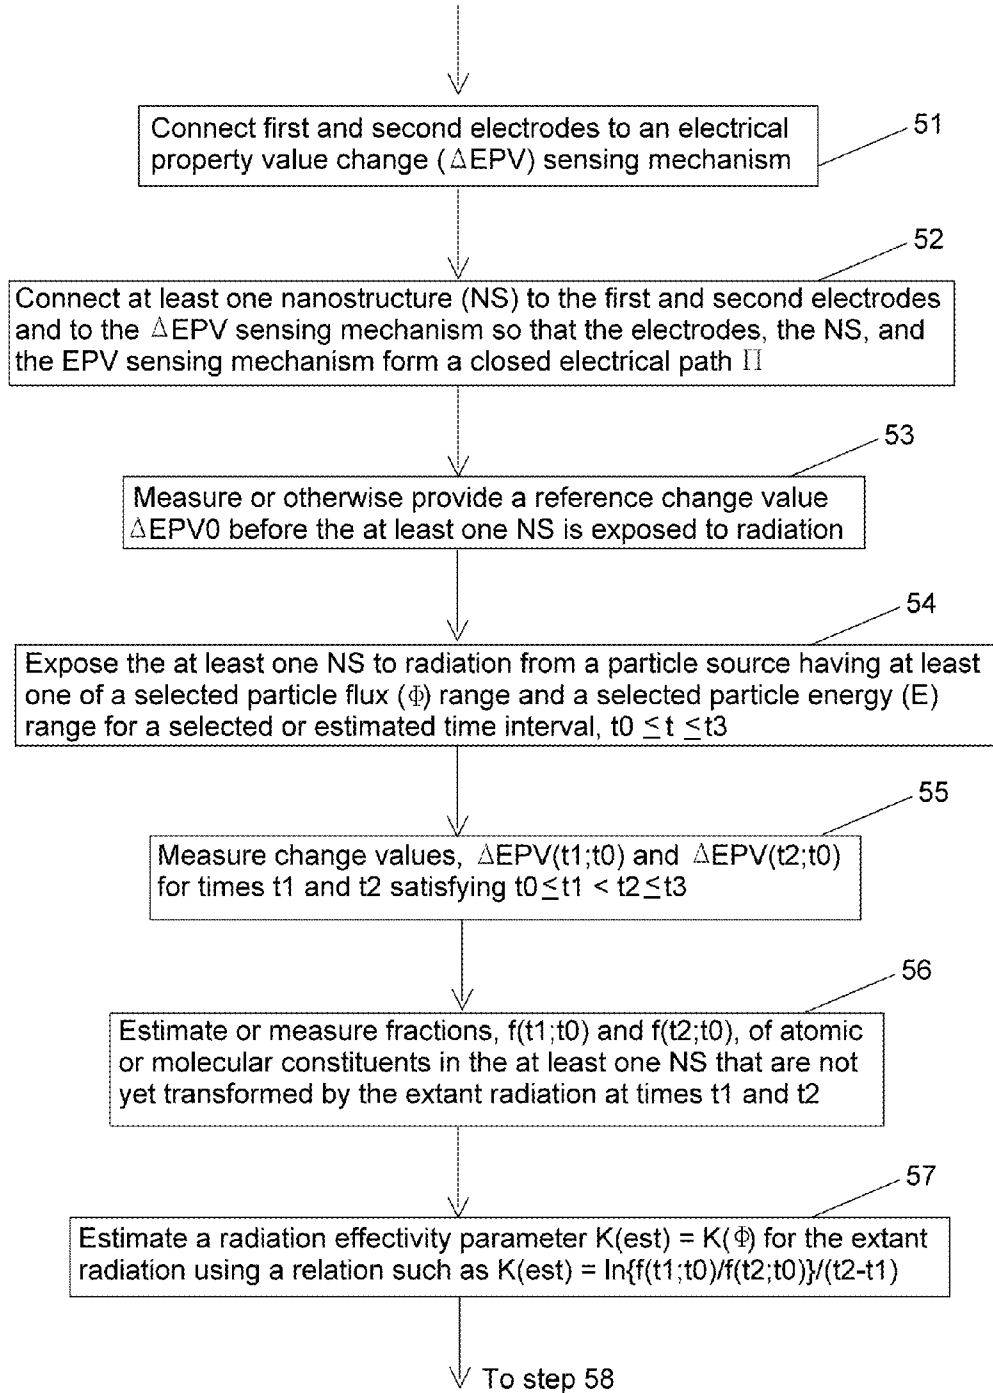 51
Connect first and second electrodes to an electrical
property value change (ΔEPV) sensing mechanism
52
Connect at least one nanostructure (NS) to the first and second electrodes
and to the ΔEPV sensing mechanism so that the electrodes, the NS, and
the EPV sensing mechanism form a closed electrical path Π
53
Measure or otherwise provide a reference change value
ΔEPV0 before the at least one NS is exposed to radiation
54
Expose the at least one NS to radiation from a particle source having at least
one of a selected particle flux (Φ) range and a selected particle energy (E)
range for a selected or estimated time interval, t0 ≤ t ≤ t3
55
Measure change values, ΔEPV(t1;t0) and ΔEPV(t2;t0)
for times t1 and t2 satisfying t0 ≤ t1 < t2 ≤ t3
56
Estimate or measure fractions, f(t1;t0) and f(t2;t0), of atomic
or molecular constituents in the at least one NS that are not
yet transformed by the extant radiation at times t1 and t2
57
Estimate a radiation effectivity parameter K(est) = K(Φ) for the extant
radiation using a relation such as K(est) = ln{f(t1;t0)/f(t2;t0)}/(t2-t1)
To step 58